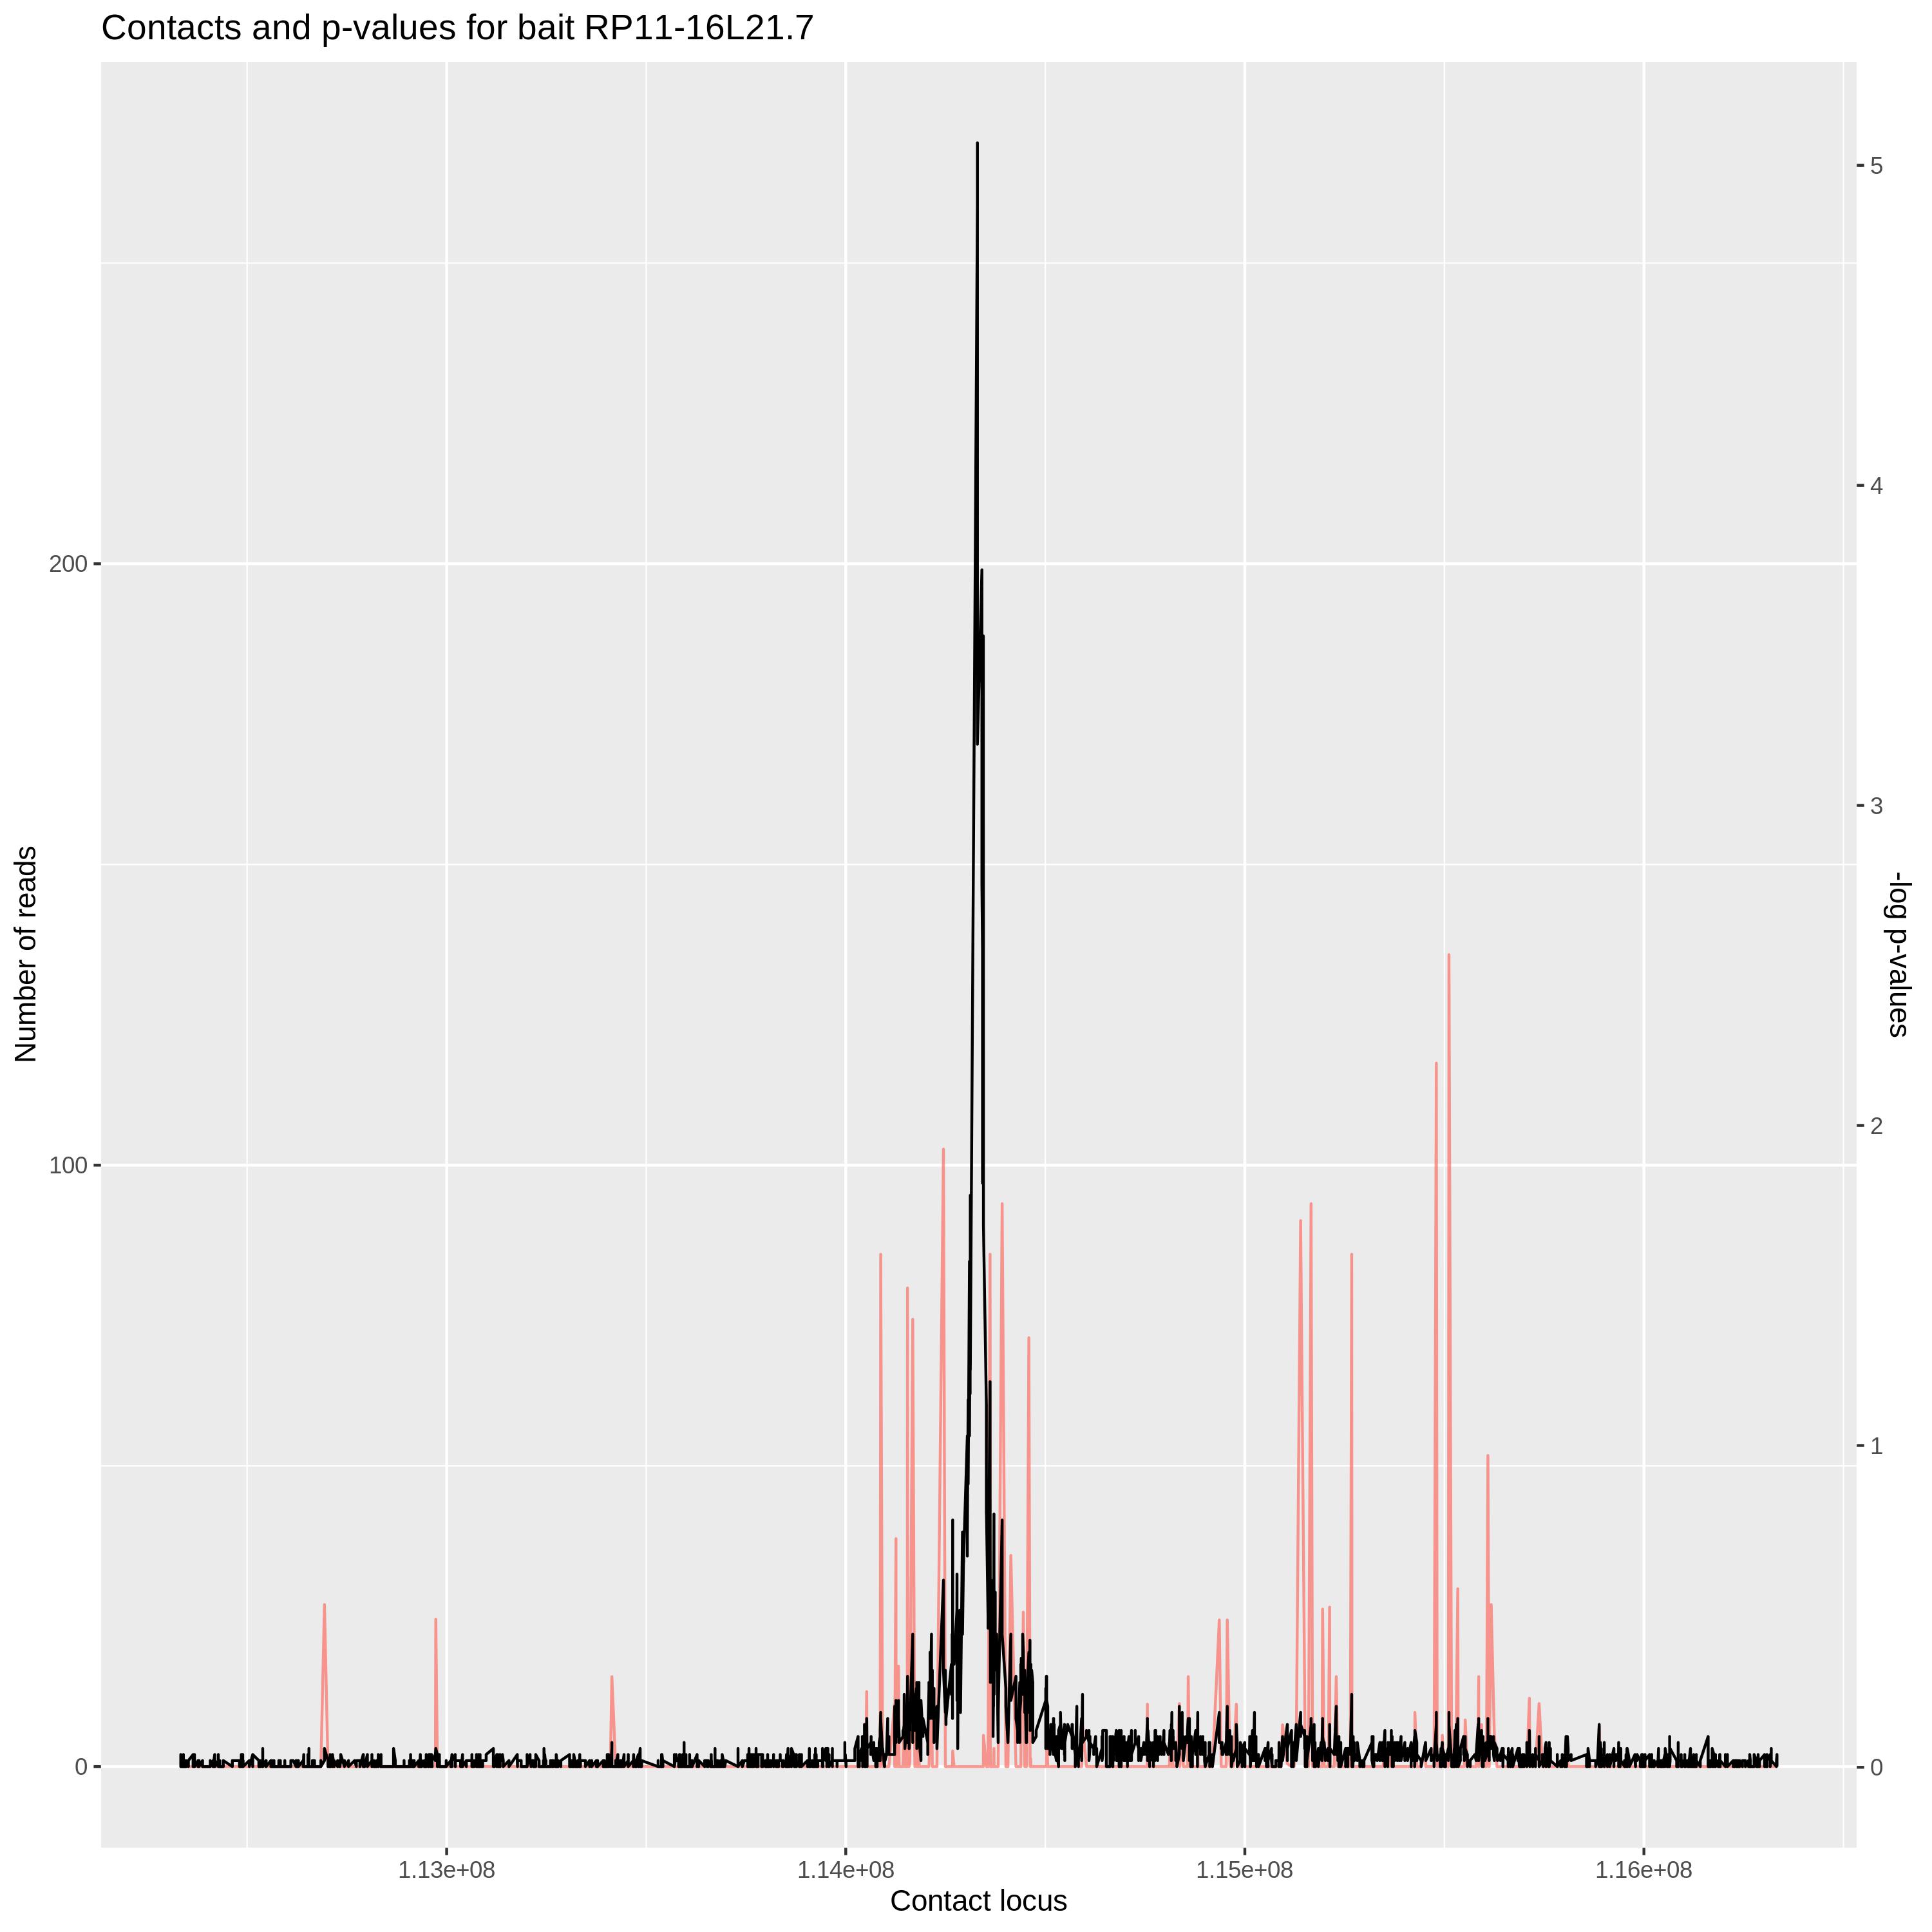 Contacts and p-values for bait RP11-16L21.7
Number of reads
200
100
0
5
4
3
2
1
0
-log p-values
1.13e+08 1.14e+08 1.15e+08 1.16e+08
Contact locus